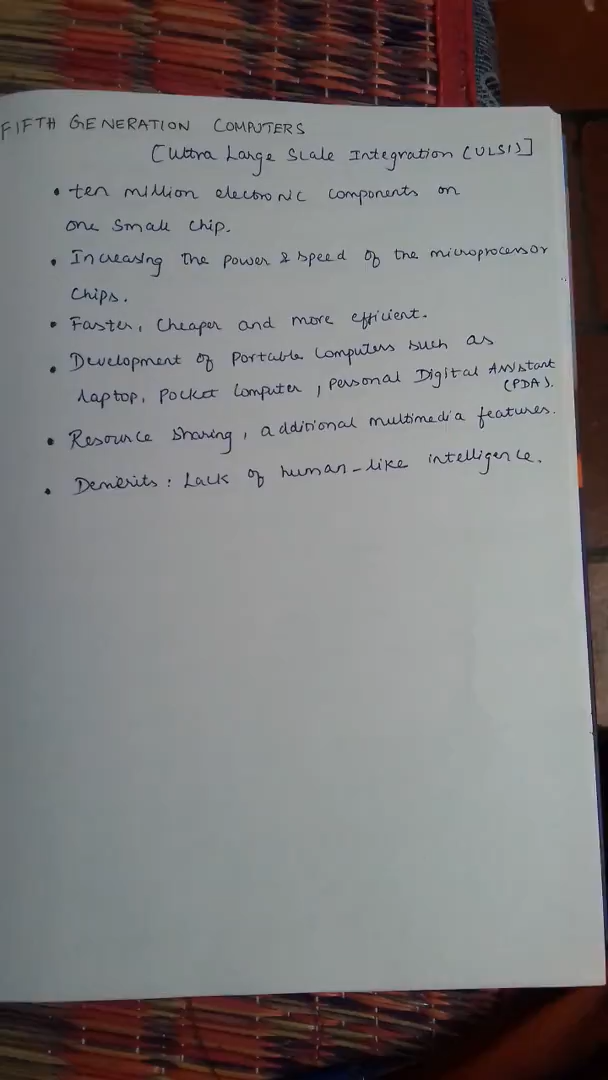 FIFTH GENERATION COMPUTERS
[Ultra Large Scale Integration (ULSI)]
• ten million electronic components on
one small chip.
• Increasing the power & speed of the microprocessor
chips.
• Faster, cheaper and more efficient.
• Development of Portable computers such as
laptop, pocket computer, personal Digital Assistant
(PDA).
• Resource sharing, additional multimedia features.
• Demerits: Lack of human-like intelligence.